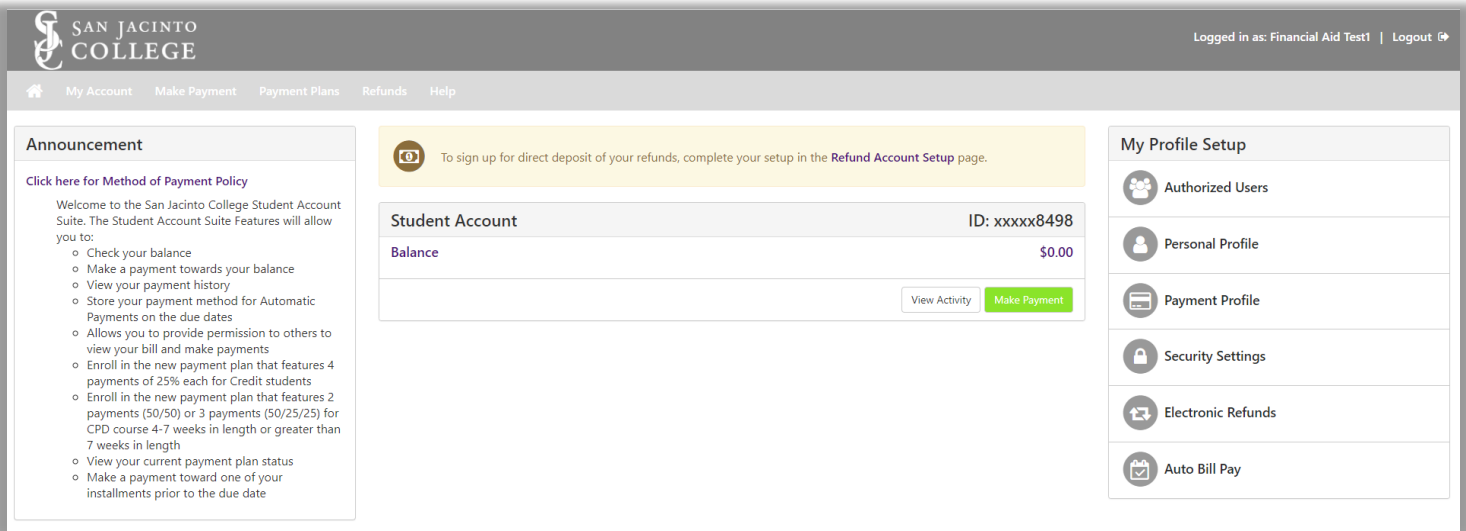 SAN JACINTO
COLLEGE
Logged in as: Financial Aid Test1 | Logout
My Account Make Payment Payment Plans Refunds Help
Announcement
Click here for Method of Payment Policy
Welcome to the San Jacinto College Student Account
Suite. The Student Account Suite Features will allow
you to:
Check your balance
Make a payment towards your balance
View your payment history
Store your payment method for Automatic
Payments on the due dates
Allows you to provide permission to others to
view your bill and make payments
Enroll in the new payment plan that features 4
payments of 25% each for Credit students
Enroll in the new payment plan that features 2
payments (50/50) or 3 payments (50/25/25) for
CPD course 4-7 weeks in length or greater than
7 weeks in length
View your current payment plan status
Make a payment toward one of your
installments prior to the due date
To sign up for direct deposit of your refunds, complete your setup in the Refund Account Setup page.
Student Account ID: xxxxx8498
Balance $0.00
View Activity Make Payment
My Profile Setup
Authorized Users
Personal Profile
Payment Profile
Security Settings
Electronic Refunds
Auto Bill Pay